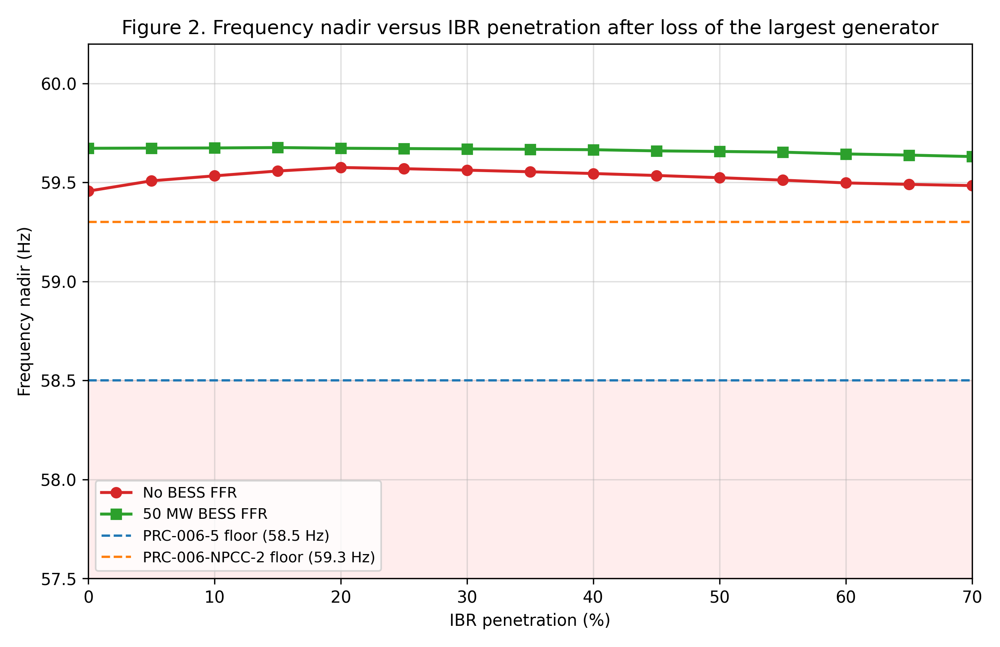 Figure 2. Frequency nadir versus IBR penetration after loss of the largest generator
Frequency nadir (Hz)
60.0
59.5
59.0
58.5
58.0
57.5
No BESS FFR
50 MW BESS FFR
PRC-006-5 floor (58.5 Hz)
PRC-006-NPCC-2 floor (59.3 Hz)
0 10 20 30 40 50 60 70
IBR penetration (%)